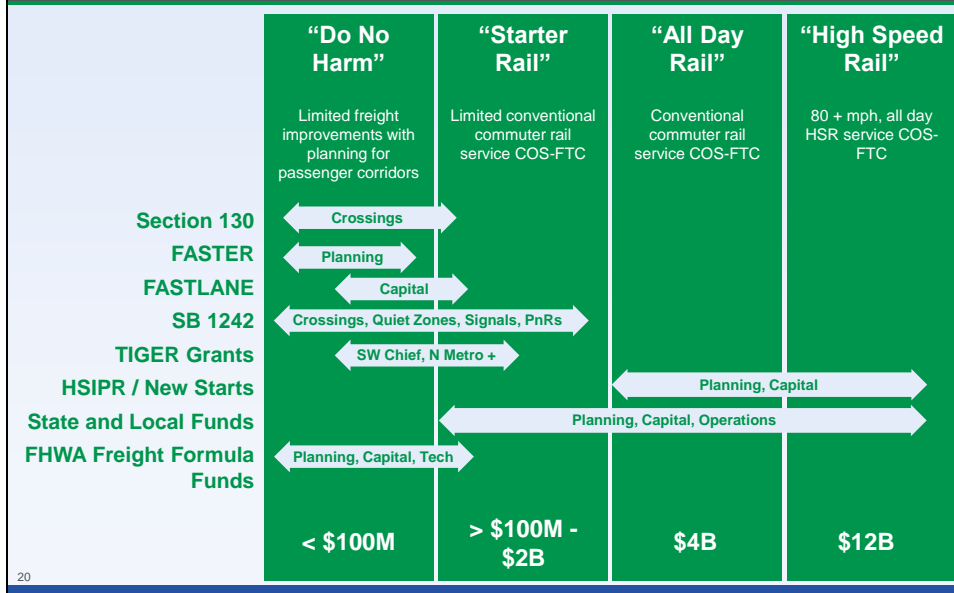 “Do No
Harm”
“Starter
Rail”
“All Day
Rail”
“High Speed
Rail”
Limited freight
improvements with
planning for
passenger corridors
Limited conventional
commuter rail
service COS-FTC
Conventional
commuter rail
service COS-FTC
80 + mph, all day
HSR service COS-
FTC
Section 130
Crossings
FASTER
Planning
FASTLANE
Capital
SB 1242
Crossings, Quiet Zones, Signals, PnRs
TIGER Grants
SW Chief, N Metro +
HSIPR / New Starts
Planning, Capital
State and Local Funds
Planning, Capital, Operations
FHWA Freight Formula
Funds
Planning, Capital, Tech
< $100M
> $100M -
$2B
$4B
$12B
20